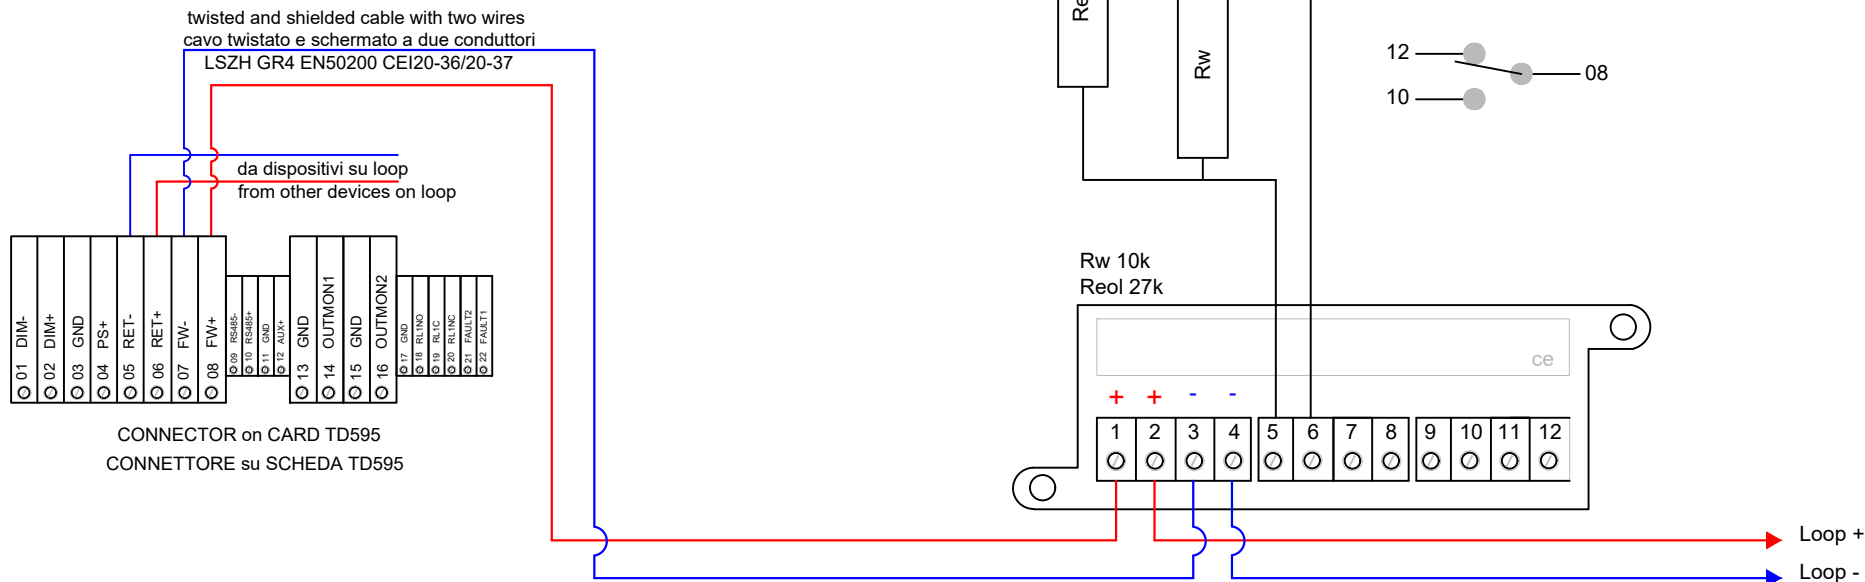 twisted and shielded cable with two wires
cavo twistato e schermato a due conduttori
LSZH GR4 EN50200 CEI20-36/20-37
da dispositivi su loop
from other devices on loop
01 DIM-
02 DIM+
03 GND
04 PS+
05 RET-
06 RET+
07 FW-
08 FW+
09 RS485-
10 RS485+
11 GND
12 AUX+
13 GND
14 OUTMON1
15 GND
16 OUTMON2
17 GND
18 RL1NO
19 RL1C
20 RL1NC
21 FAULT2
22 FAULT1
CONNECTOR on CARD TD595
CONNETTORE su SCHEDA TD595
Re
Rw
12
08
10
Rw 10k
Reol 27k
ce
+ + - -
1 2 3 4 5 6 7 8 9 10 11 12
Loop +
Loop -